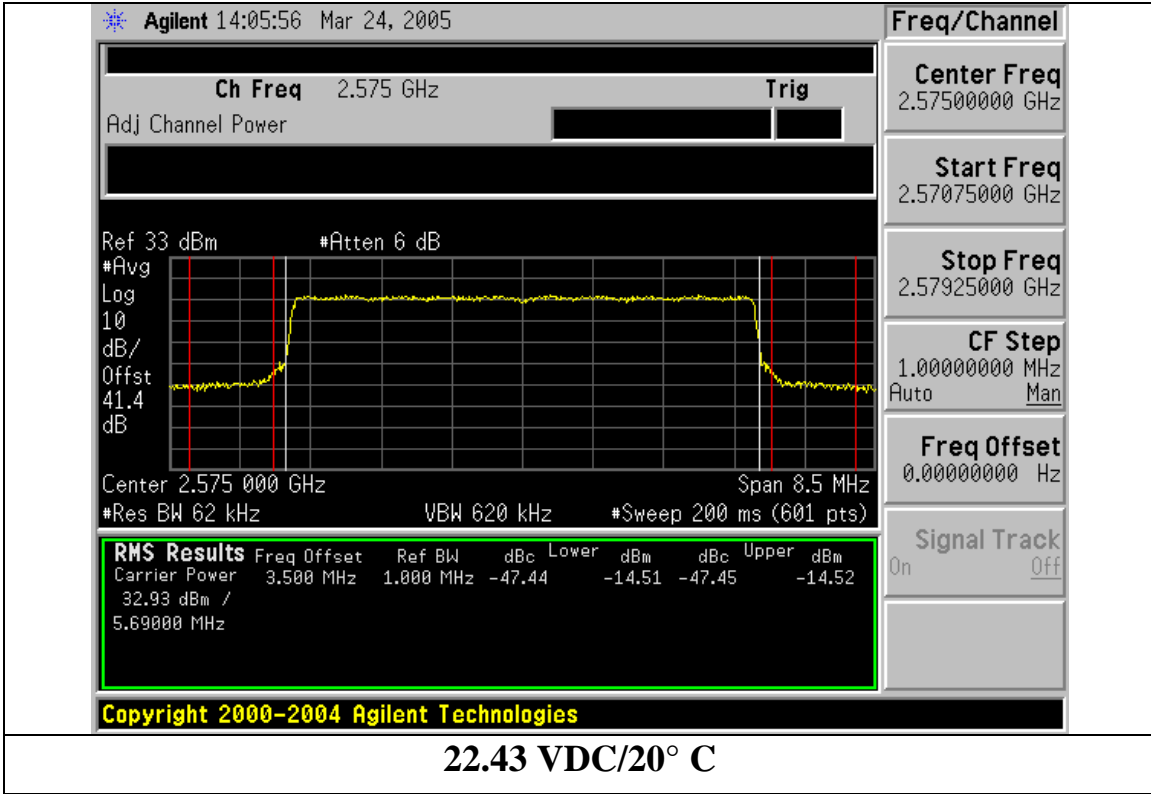 Agilent 14:05:56 Mar 24, 2005
Freq/Channel
Ch Freq 2.575 GHz Trig
Adj Channel Power
Center Freq
2.57500000 GHz
Start Freq
2.57075000 GHz
Stop Freq
2.57925000 GHz
CF Step
1.00000000 MHz
Auto Man
Freq Offset
0.00000000 Hz
Signal Track
On Off
Ref 33 dBm #Atten 6 dB
#Avg
Log
10
dB/
Offst
41.4
dB
Center 2.575 000 GHz Span 8.5 MHz
#Res BW 62 kHz VBW 620 kHz #Sweep 200 ms (601 pts)
RMS Results Freq Offset Ref BW dBc Lower dBm dBc Upper dBm
Carrier Power 3.500 MHz 1.000 MHz -47.44 -14.51 -47.45 -14.52
32.93 dBm /
5.69000 MHz
Copyright 2000-2004 Agilent Technologies
22.43 VDC/20° C